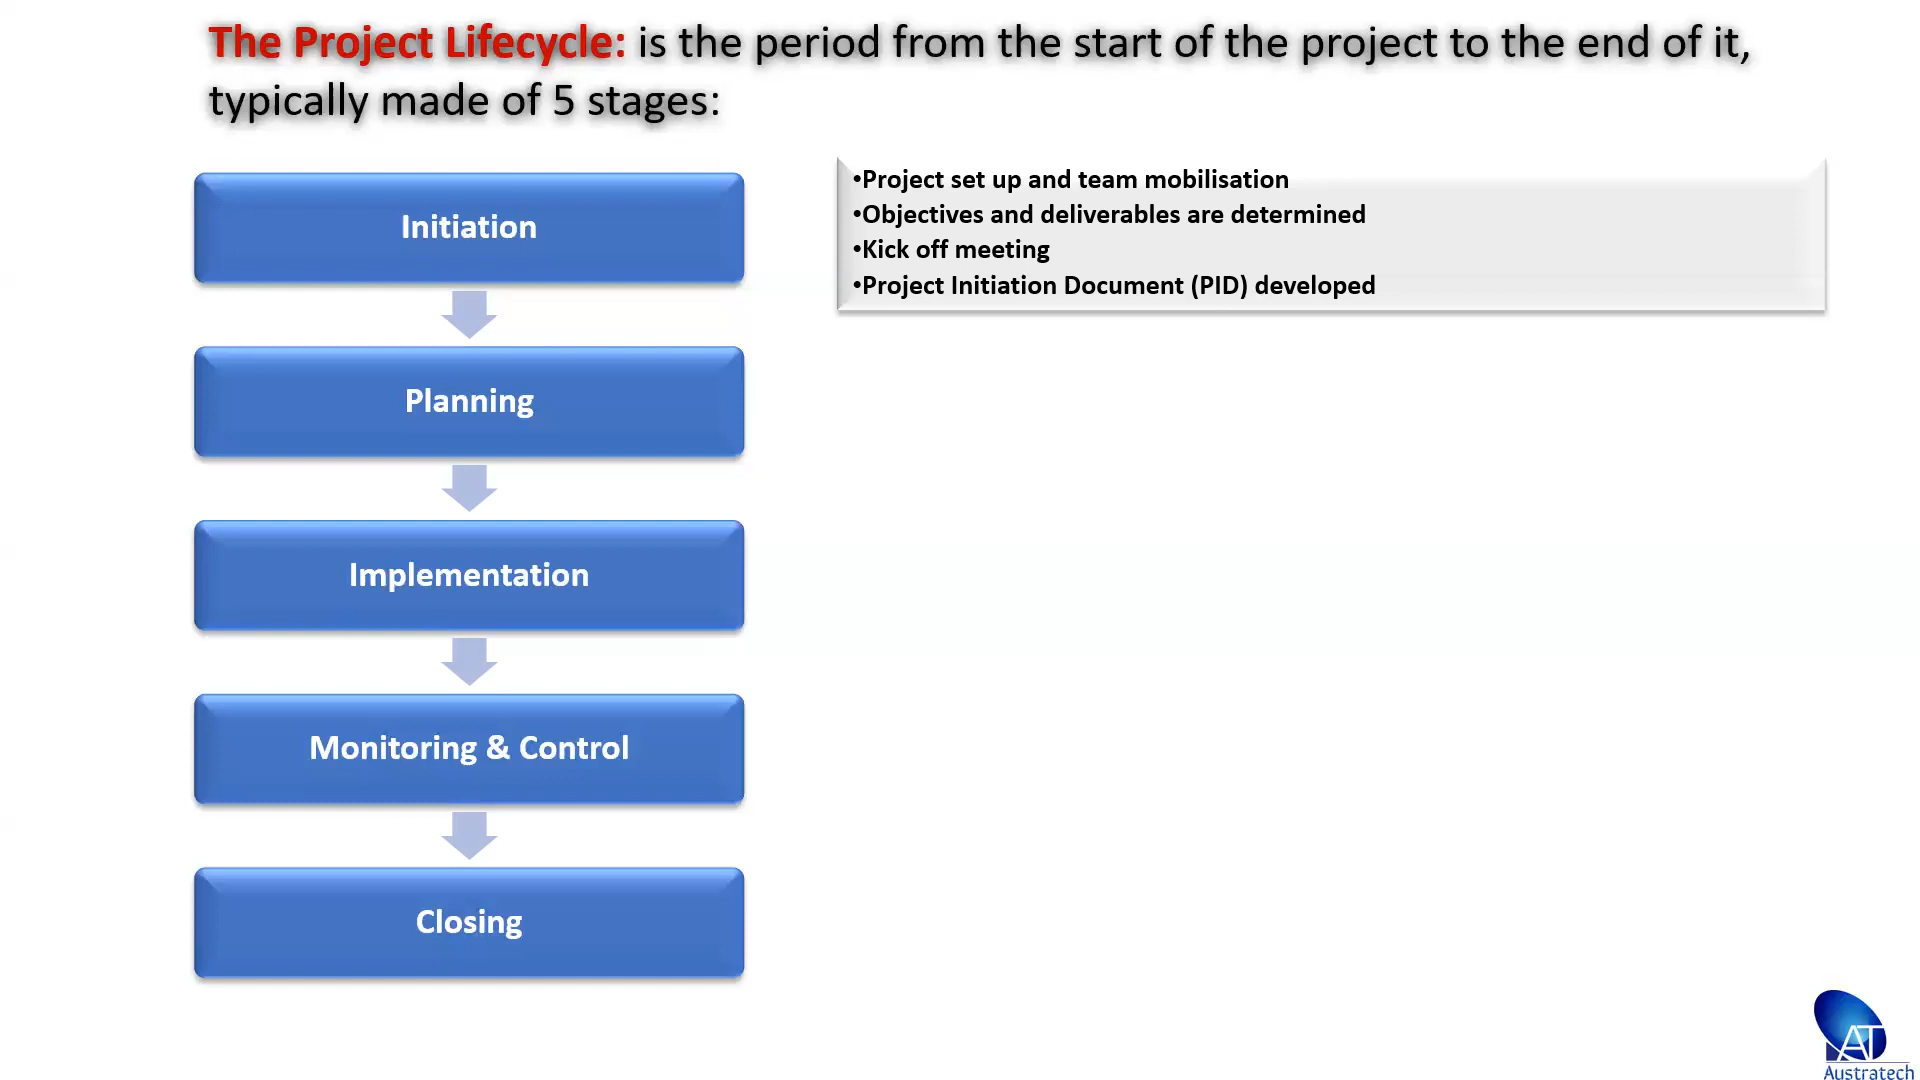 The Project Lifecycle: is the period from the start of the project to the end of it,
typically made of 5 stages:
Initiation
•Project set up and team mobilisation
•Objectives and deliverables are determined
•Kick off meeting
•Project Initiation Document (PID) developed
Planning
Implementation
Monitoring & Control
Closing
AT
Austratech